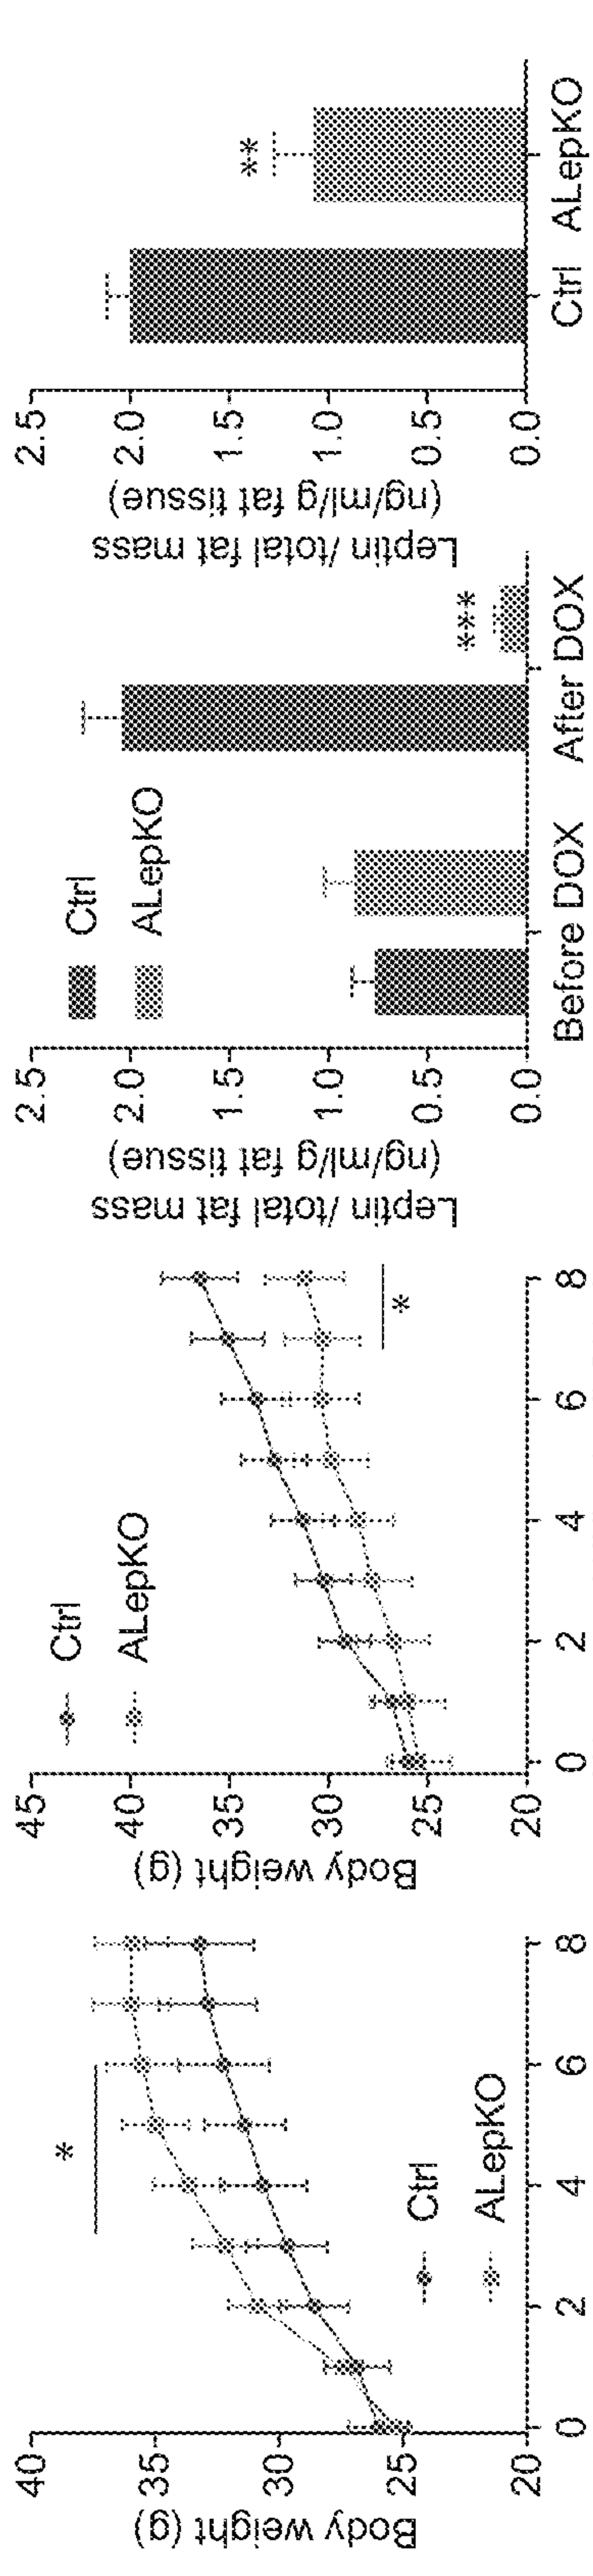 Body weight (g)
40
35
30
25
20
0
2
4
6
8
*
Ctrl
ALepKO
Body weight (g)
45
40
35
30
25
20
0
2
4
6
8
Ctrl
ALepKO
*
Leptin /total fat mass
(ng/ml/g fat tissue)
2.5
2.0
1.5
1.0
0.5
0.0
Ctrl
ALepKO
***
Before DOX
After DOX
Leptin /total fat mass
(ng/ml/g fat tissue)
2.5
2.0
1.5
1.0
0.5
0.0
**
Ctrl
ALepKO